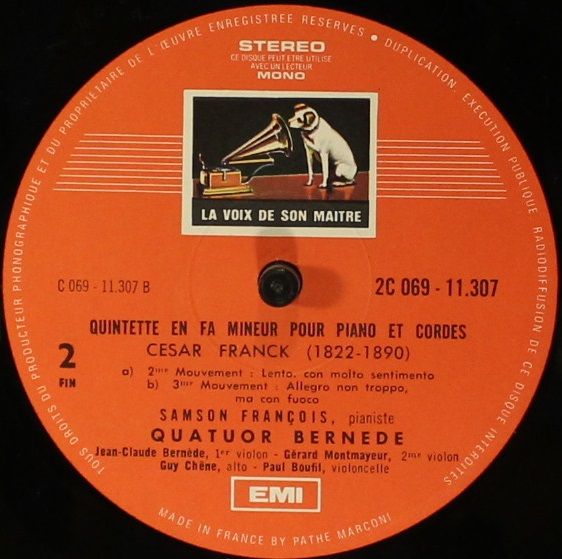 TOUS DROITS DU PRODUCTEUR PHONOGRAPHIQUE ET DU PROPRIETAIRE DE L'ŒUVRE ENREGISTREE RESERVES • DUPLICATION, EXECUTION PUBLIQUE, RADIODIFFUSION DE CE DISQUE INTERDITES
STEREO
CE DISQUE PEUT ETRE UTILISE
AVEC UN LECTEUR
MONO
LA VOIX DE SON MAITRE
C 069 - 11.307 B
2C 069 - 11.307
QUINTETTE EN FA MINEUR POUR PIANO ET CORDES
2
FIN
CESAR FRANCK (1822-1890)
a) 2me Mouvement : Lento, con molto sentimento
b) 3me Mouvement : Allegro non troppo,
ma con fuoco
SAMSON FRANÇOIS, pianiste
QUATUOR BERNEDE
Jean-Claude Bernède, 1er violon - Gérard Montmayeur, 2me violon
Guy Chêne, alto - Paul Boufil, violoncelle
EMI
MADE IN FRANCE BY PATHE MARCONI